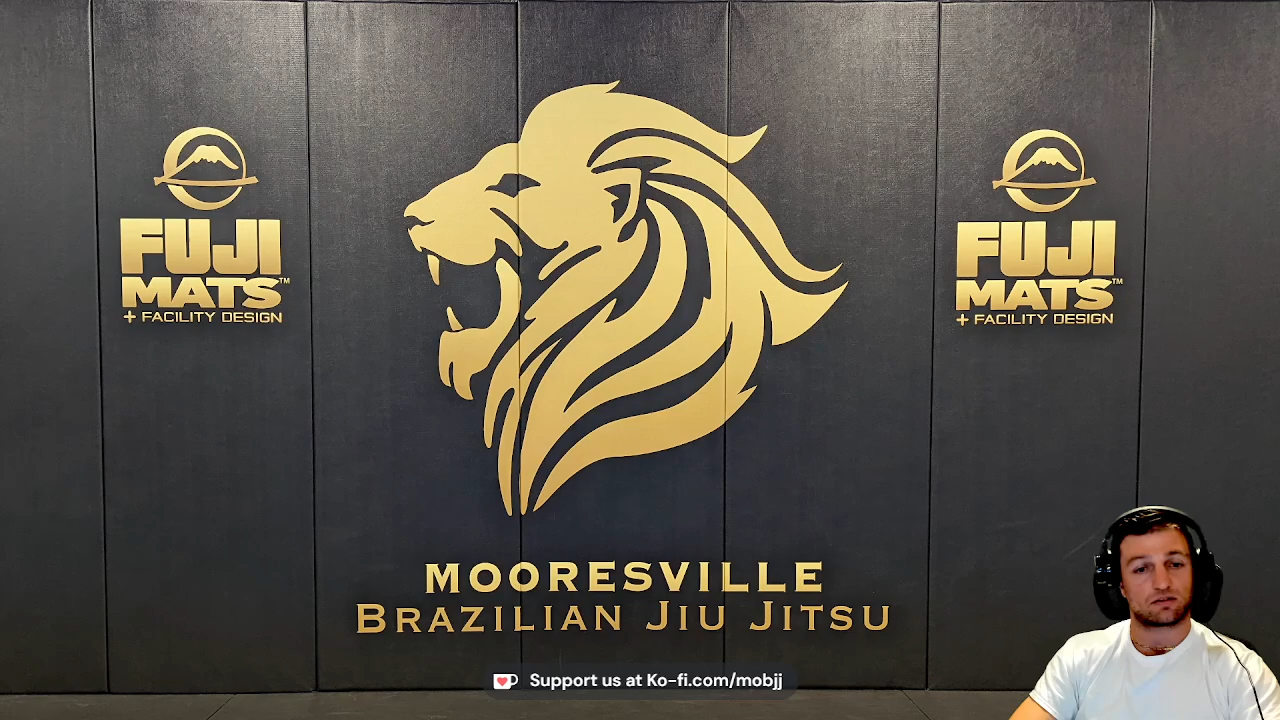 FUJI
MATS™
+ FACILITY DESIGN
FUJI
MATS™
+ FACILITY DESIGN
MOORESVILLE
BRAZILIAN JIU JITSU
Support us at Ko-fi.com/mobjj